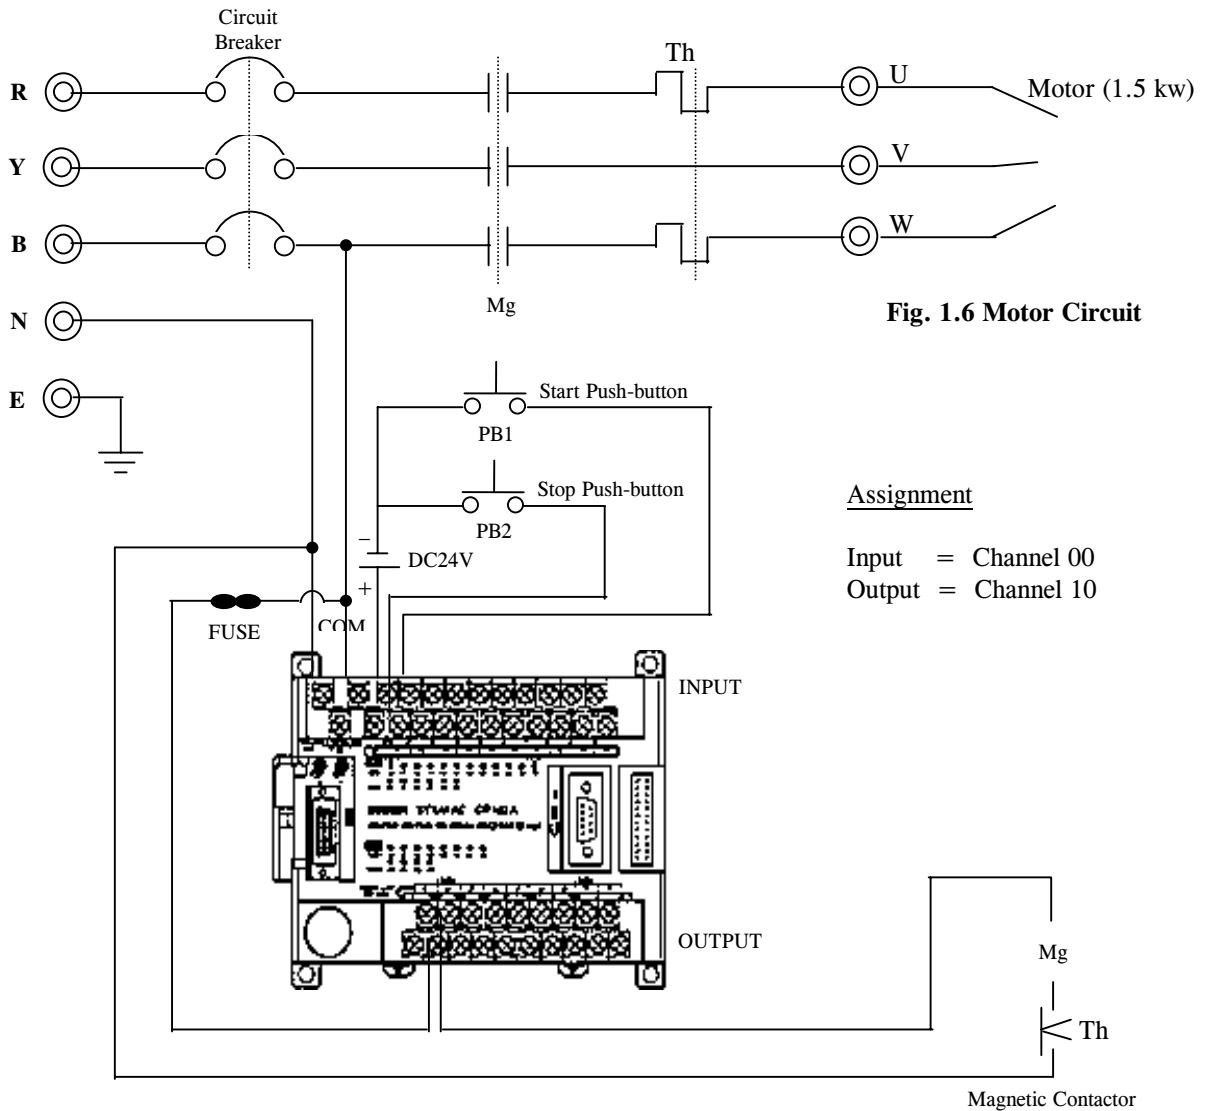 Circuit
Breaker
Th
R
U
Motor (1.5 kw)
Y
V
B
W
N
Mg
Fig. 1.6 Motor Circuit
E
Start Push-button
PB1
Stop Push-button
PB2
Assignment
−
DC24V
+
Input = Channel 00
Output = Channel 10
FUSE
COM
INPUT
OUTPUT
Mg
Th
Magnetic Contactor